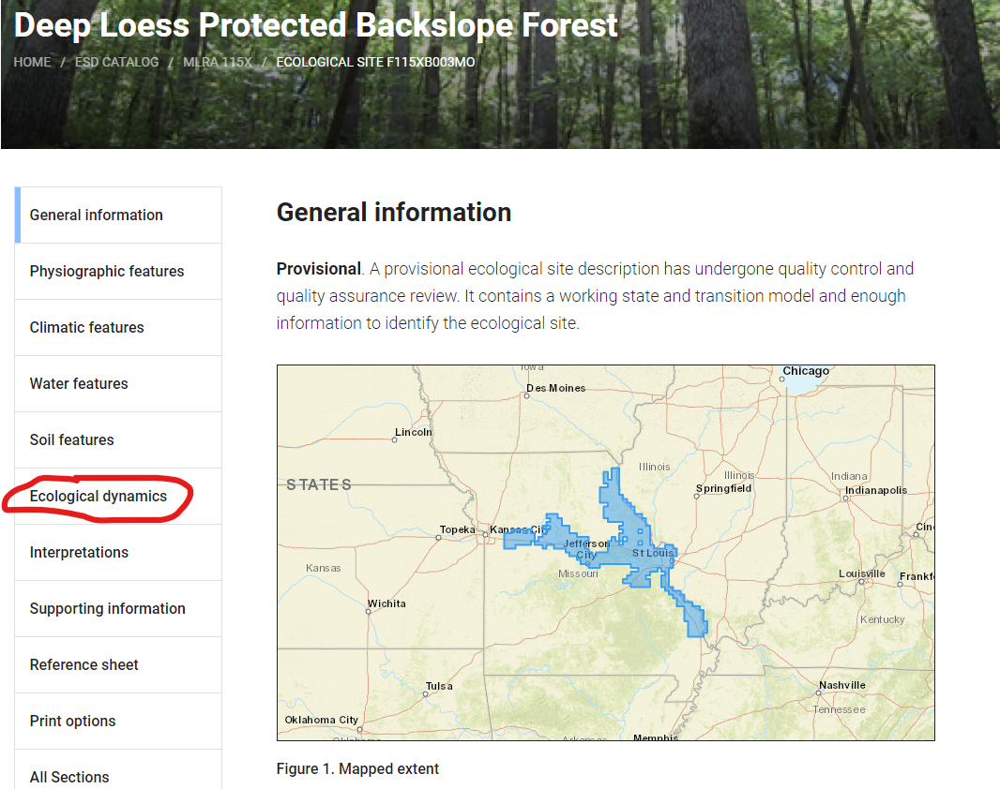 Deep Loess Protected Backslope Forest
HOME / ESD CATALOG / MLRA 115X / ECOLOGICAL SITE F115XB003MO
General information
Physiographic features
Climatic features
Water features
Soil features
Ecological dynamics
Interpretations
Supporting information
Reference sheet
Print options
All Sections
General information
Provisional. A provisional ecological site description has undergone quality control and
quality assurance review. It contains a working state and transition model and enough
information to identify the ecological site.
Iowa
Chicago
Des Moines
Lincoln
Illinois
Illinois
Indiana
STATES
Springfield
Indianapolis
Topeka
Kansas City
Cin
Jefferson
City
St Louis
Kansas
Missouri
Louisville
Frankf
Wichita
Kentucky
Tulsa
Nashville
Tennessee
Oklahoma City
Oklahoma
Arkansas
Memphis
Figure 1. Mapped extent